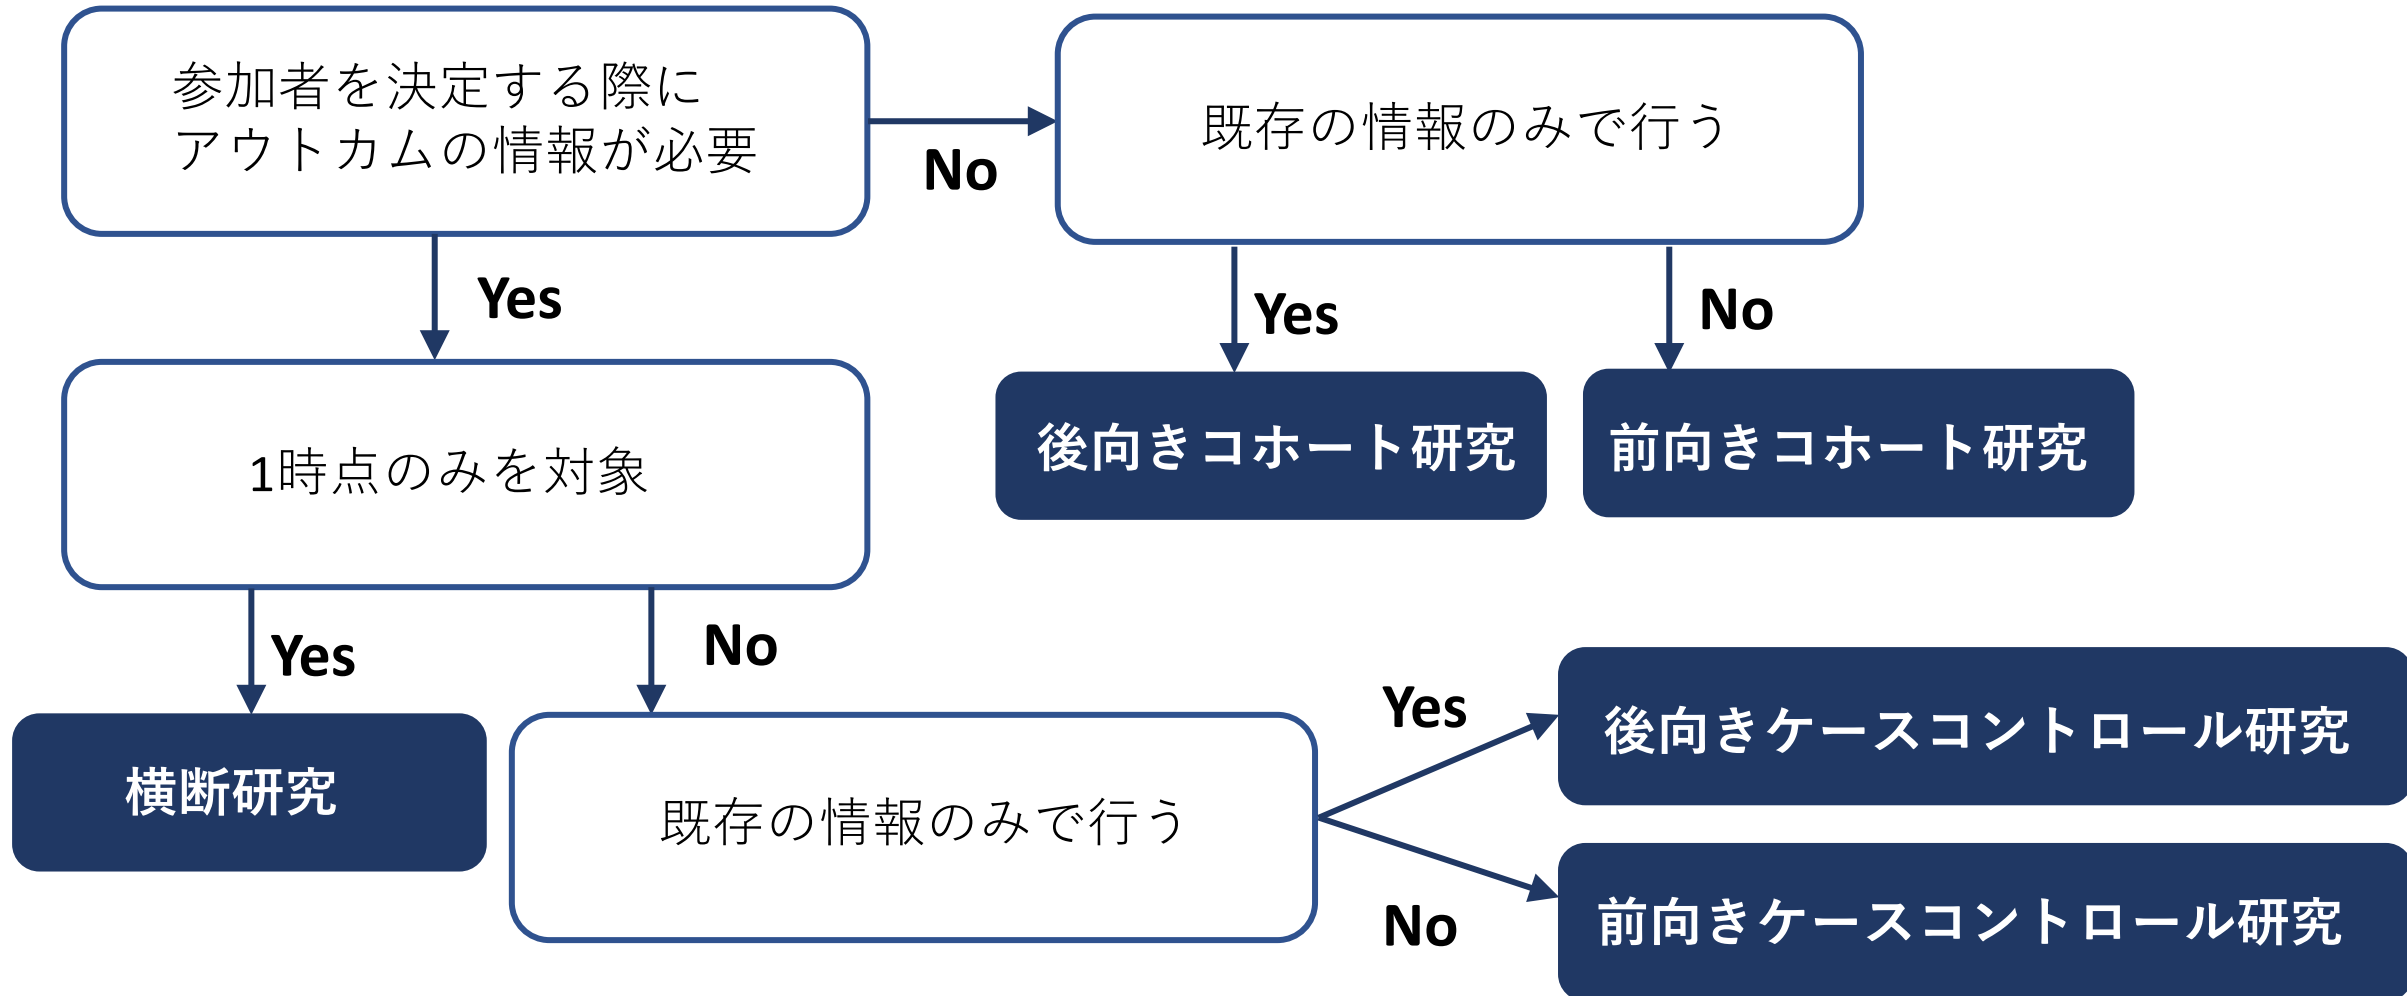 参加者を決定する際に
アウトカムの情報が必要
No
既存の情報のみで行う
Yes
Yes
No
後向きコホート研究
前向きコホート研究
1時点のみを対象
Yes
No
横断研究
既存の情報のみで行う
Yes
後向きケースコントロール研究
No
前向きケースコントロール研究